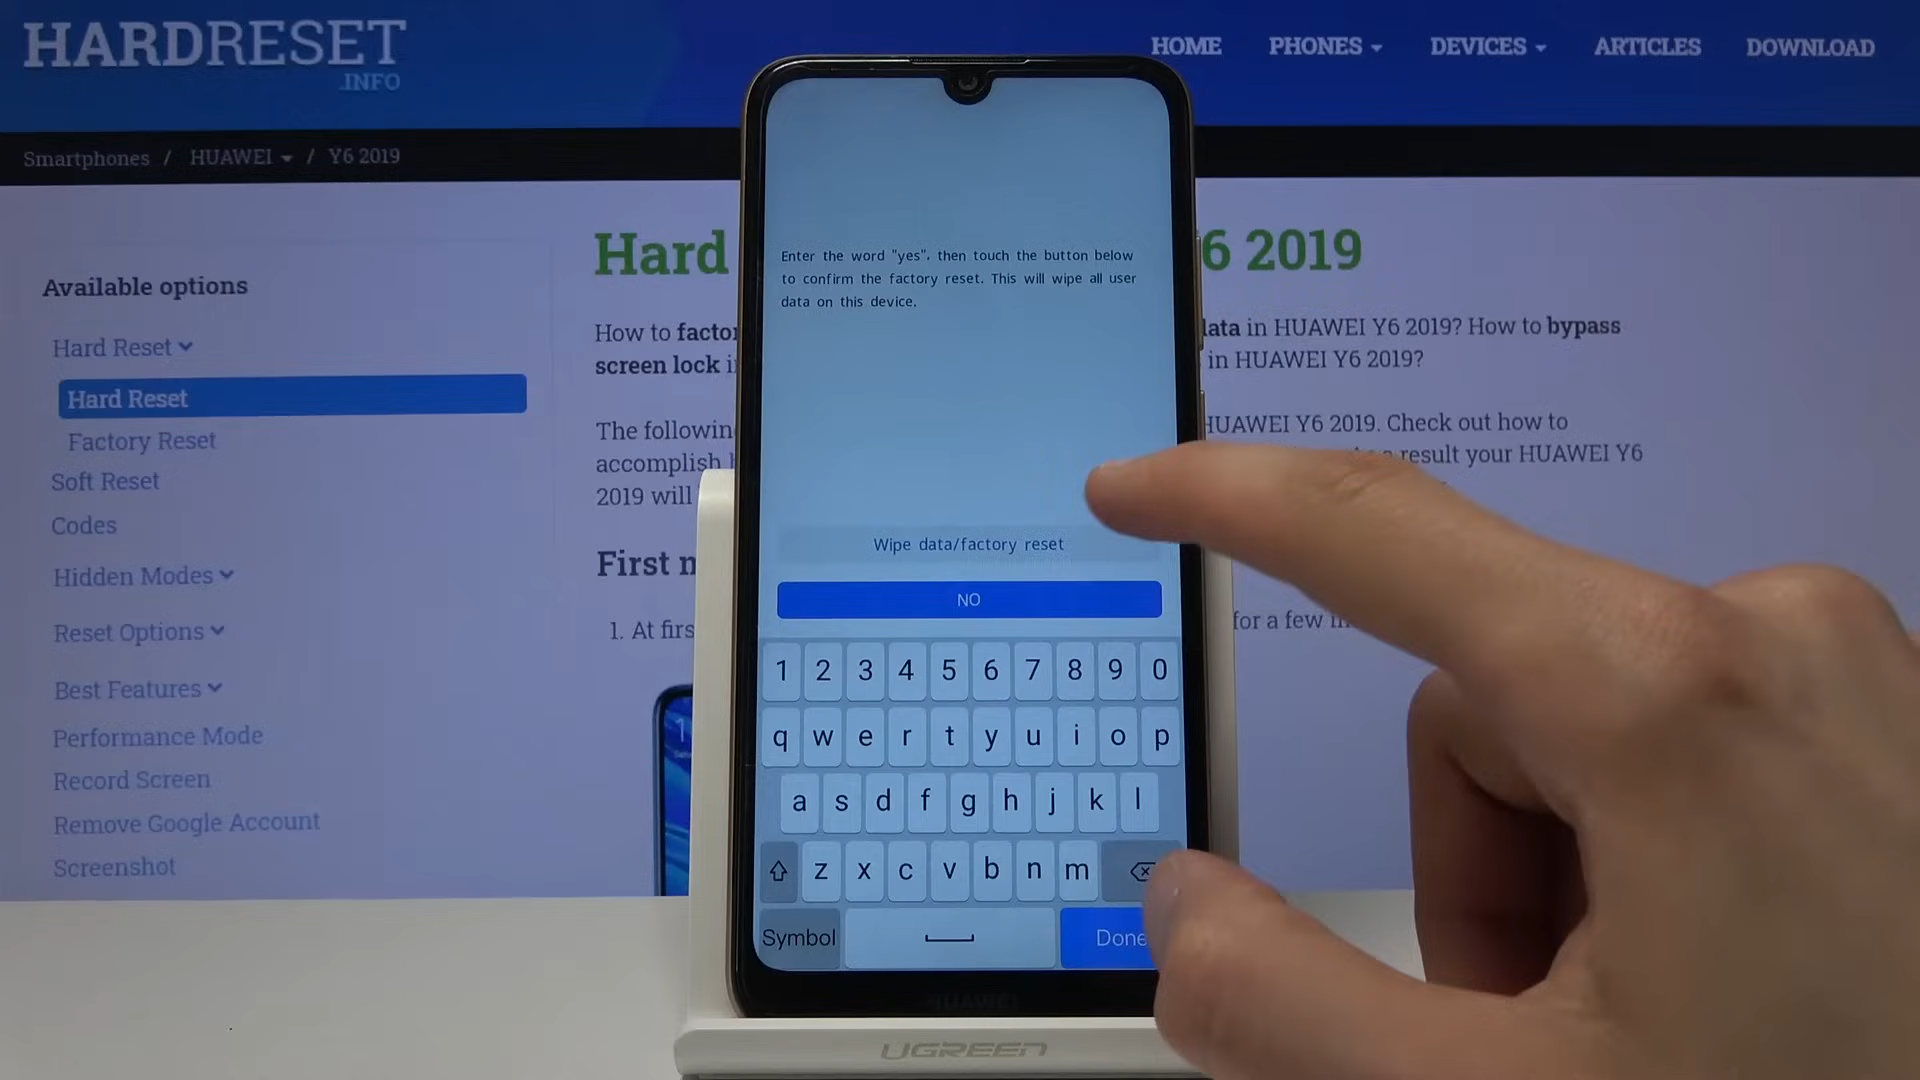 HARDRESET
.INFO
HOME PHONES DEVICES ARTICLES DOWNLOAD
Smartphones / HUAWEI / Y6 2019
Available options
Hard Reset
Hard Reset
Factory Reset
Soft Reset
Codes
Hidden Modes
Reset Options
Best Features
Performance Mode
Record Screen
Remove Google Account
Screenshot
Hard 6 2019
How to in HUAWEI Y6 2019? How to bypass
screen lock in HUAWEI Y6 2019?
The HUAWEI Y6 2019. Check out how to
accomplish result your HUAWEI Y6
2019 will
First
1. At for a few
Enter the word "yes", then touch the button below
to confirm the factory reset. This will wipe all user
data on this device.
Wipe data/factory reset
NO
1 2 3 4 5 6 7 8 9 0
q w e r t y u i o p
a s d f g h j k l
z x c v b n m
Symbol Done
HUAWEI
UGREEN